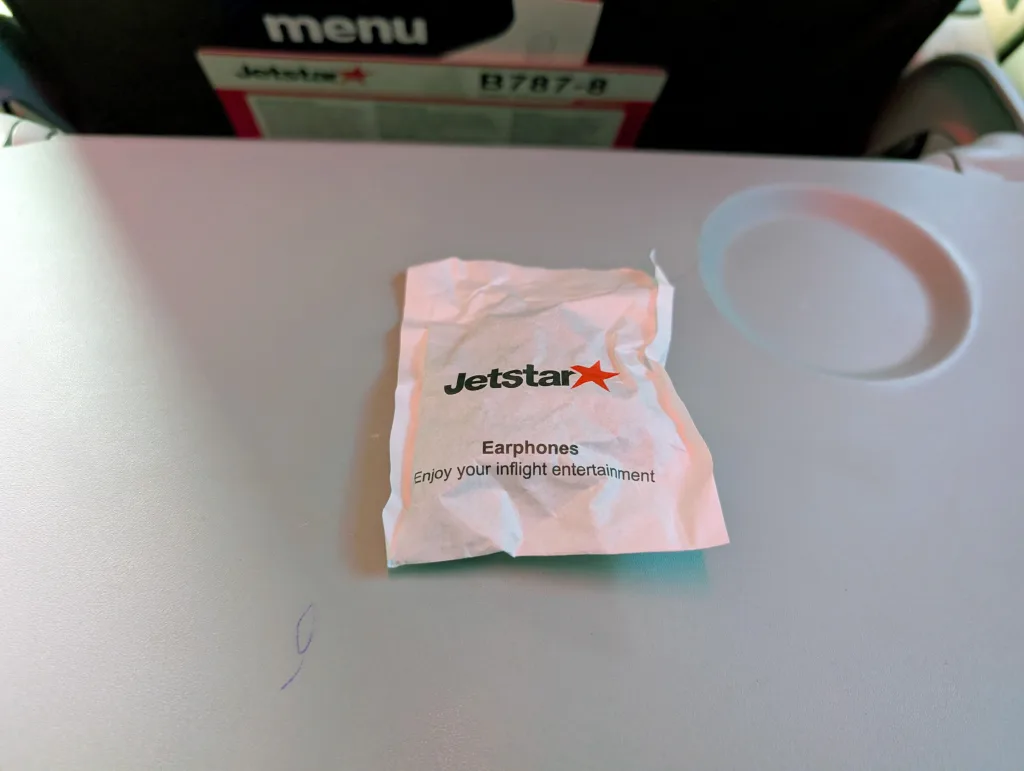 menu
Jetstar
B787-8
Jetstar
Earphones
Enjoy your inflight entertainment